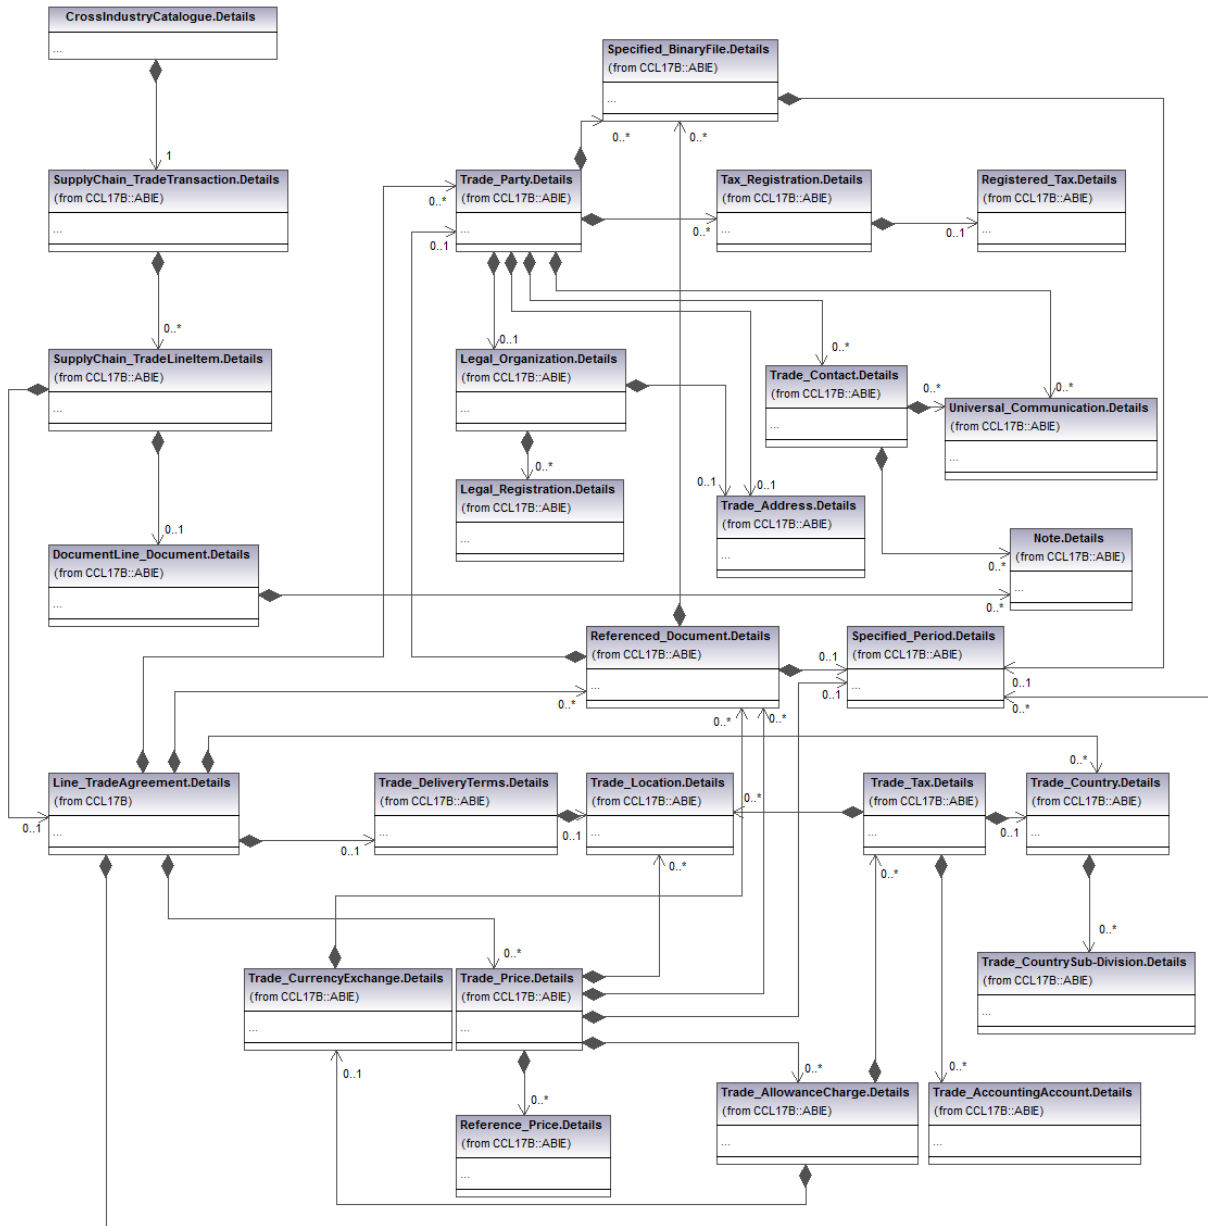 CrossIndustryCatalogue.Details
...
1
Specified_BinaryFile.Details
(from CCL17B::ABIE)
...
0..*
0..*
SupplyChain_TradeTransaction.Details
(from CCL17B::ABIE)
...
0..*
Trade_Party.Details
(from CCL17B::ABIE)
...
0..*
0..1
Tax_Registration.Details
(from CCL17B::ABIE)
...
0..*
Registered_Tax.Details
(from CCL17B::ABIE)
...
0..1
SupplyChain_TradeLineItem.Details
(from CCL17B::ABIE)
...
0..1
0..1
Legal_Organization.Details
(from CCL17B::ABIE)
...
0..*
0..*
Trade_Contact.Details
(from CCL17B::ABIE)
...
0..*
0..*
Universal_Communication.Details
(from CCL17B::ABIE)
...
Legal_Registration.Details
(from CCL17B::ABIE)
...
0..1
0..1
Trade_Address.Details
(from CCL17B::ABIE)
...
Note.Details
(from CCL17B::ABIE)
...
0..*
0..*
DocumentLine_Document.Details
(from CCL17B::ABIE)
...
Referenced_Document.Details
(from CCL17B::ABIE)
...
0..*
0..*
0..*
Specified_Period.Details
(from CCL17B::ABIE)
...
0..1
0..1
0..1
0..*
Line_TradeAgreement.Details
(from CCL17B)
...
0..1
Trade_DeliveryTerms.Details
(from CCL17B::ABIE)
...
0..1
Trade_Location.Details
(from CCL17B::ABIE)
...
0..1
0..*
0..*
Trade_Tax.Details
(from CCL17B::ABIE)
...
0..*
Trade_Country.Details
(from CCL17B::ABIE)
...
0..*
0..1
0..*
Trade_CurrencyExchange.Details
(from CCL17B::ABIE)
...
0..1
0..*
Trade_Price.Details
(from CCL17B::ABIE)
...
0..*
Trade_CountrySub-Division.Details
(from CCL17B::ABIE)
...
Reference_Price.Details
(from CCL17B::ABIE)
...
0..*
Trade_AllowanceCharge.Details
(from CCL17B::ABIE)
...
0..*
Trade_AccountingAccount.Details
(from CCL17B::ABIE)
...